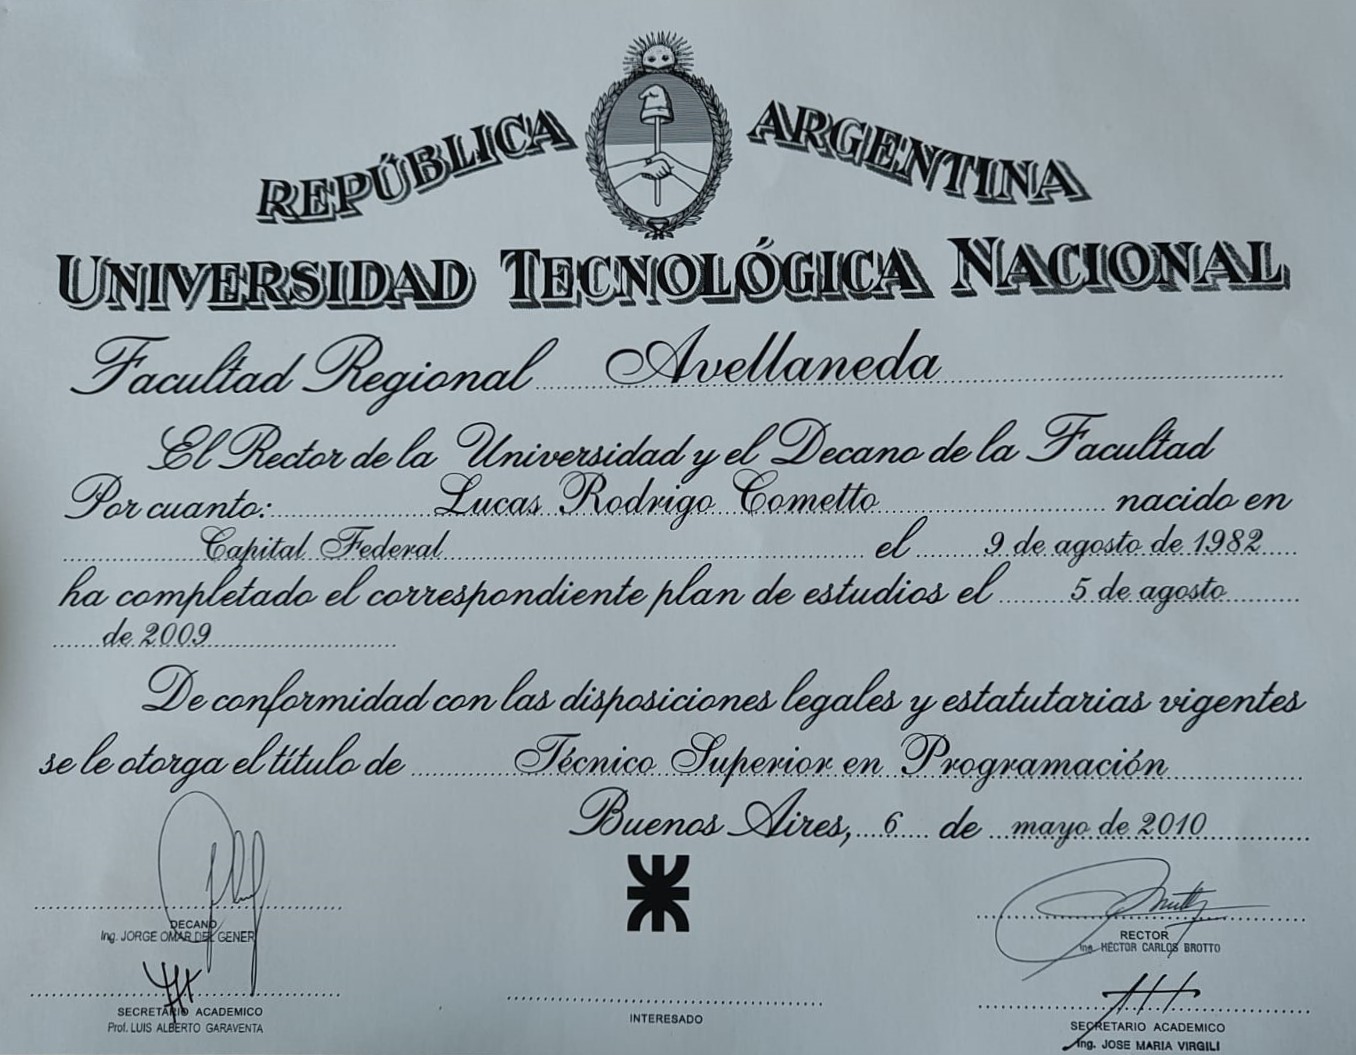 REPÚBLICA ARGENTINA
UNIVERSIDAD TECNOLÓGICA NACIONAL
Facultad Regional Avellaneda
El Rector de la Universidad y el Decano de la Facultad
Por cuanto: Lucas Rodrigo Cometto nacido en
Capital Federal el 9 de agosto de 1982
ha completado el correspondiente plan de estudios el 5 de agosto
de 2009
De conformidad con las disposiciones legales y estatutarias vigentes
se le otorga el título de Técnico Superior en Programación
Buenos Aires, 6 de mayo de 2010
DECANO
Ing. JORGE OMAR DEL GENER
SECRETARIO ACADEMICO
Prof. LUIS ALBERTO GARAVENTA
INTERESADO
RECTOR
Ing. HÉCTOR CARLOS BROTTO
SECRETARIO ACADEMICO
Ing. JOSE MARIA VIRGILI